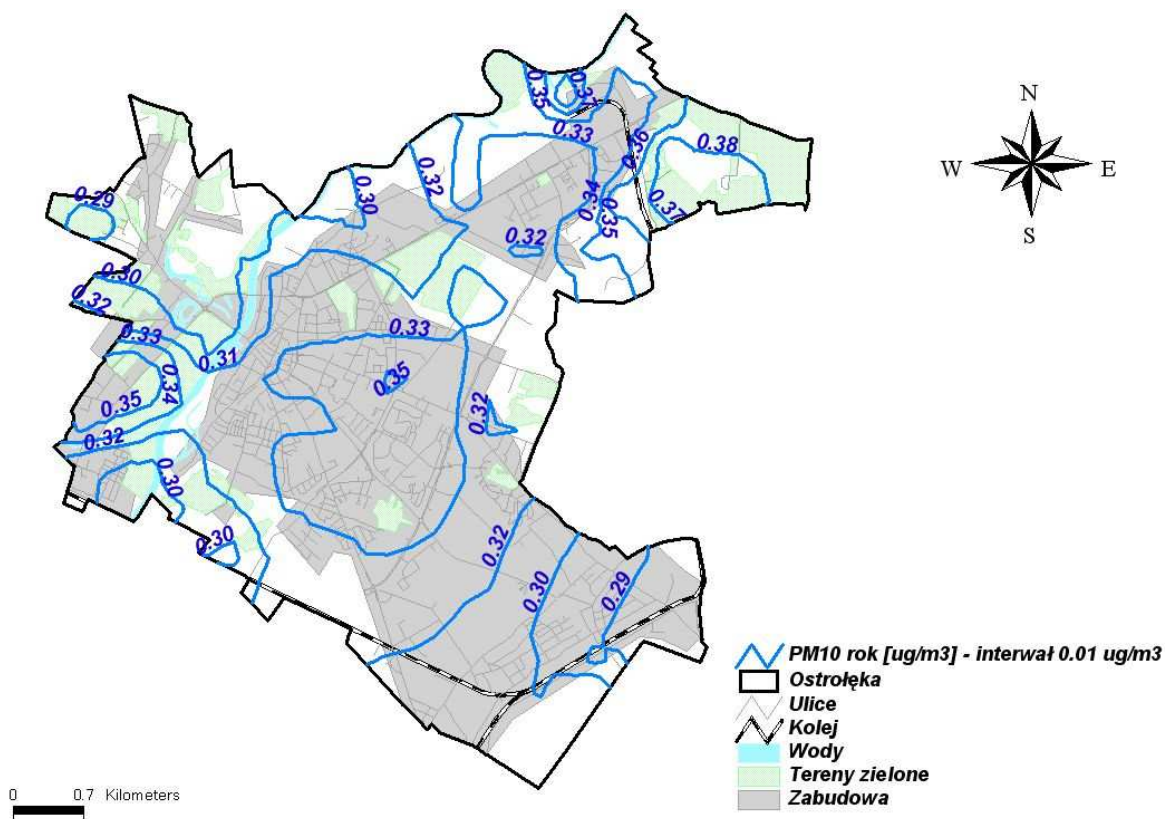 0.35
0.37
0.33
0.36
0.38
0.29
0.30
0.32
0.34
0.35
0.37
0.32
0.30
0.32
0.33
0.31
0.33
0.34
0.35
0.35
0.32
0.32
0.30
0.30
0.32
0.30
0.29
N
W
E
S
PM10 rok [ug/m3] - interwał 0.01 ug/m3
Ostrołęka
Ulice
Kolej
Wody
Tereny zielone
Zabudowa
0 0.7 Kilometers